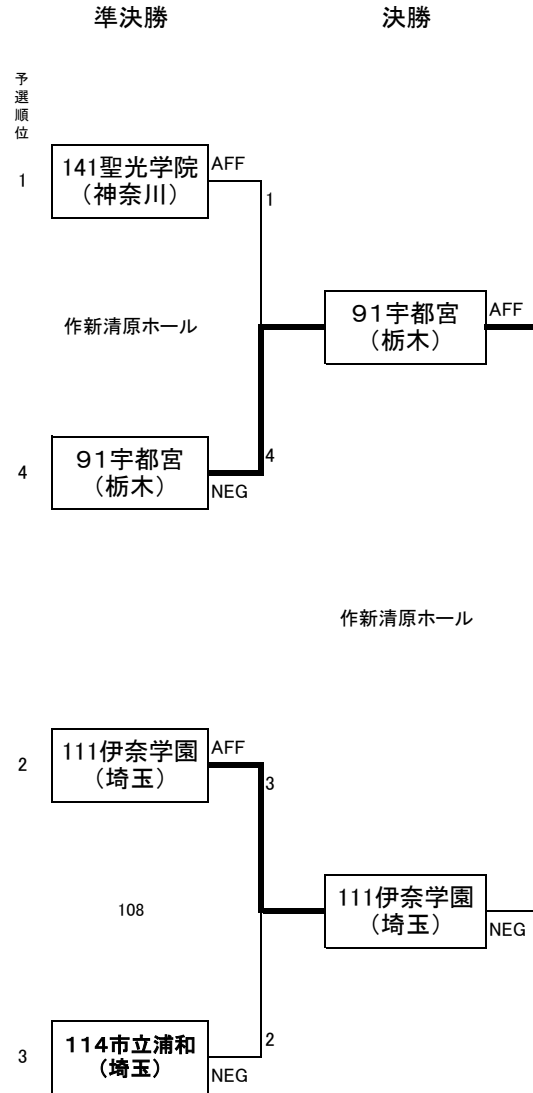 準決勝 決勝
予選順位
1 141聖光学院 AFF
（神奈川）
1
作新清原ホール
91宇都宮 AFF
（栃木）
4 91宇都宮 4
（栃木） NEG
作新清原ホール
2 111伊奈学園 AFF
（埼玉） 3
108
111伊奈学園
（埼玉） NEG
3 114市立浦和 2
（埼玉） NEG